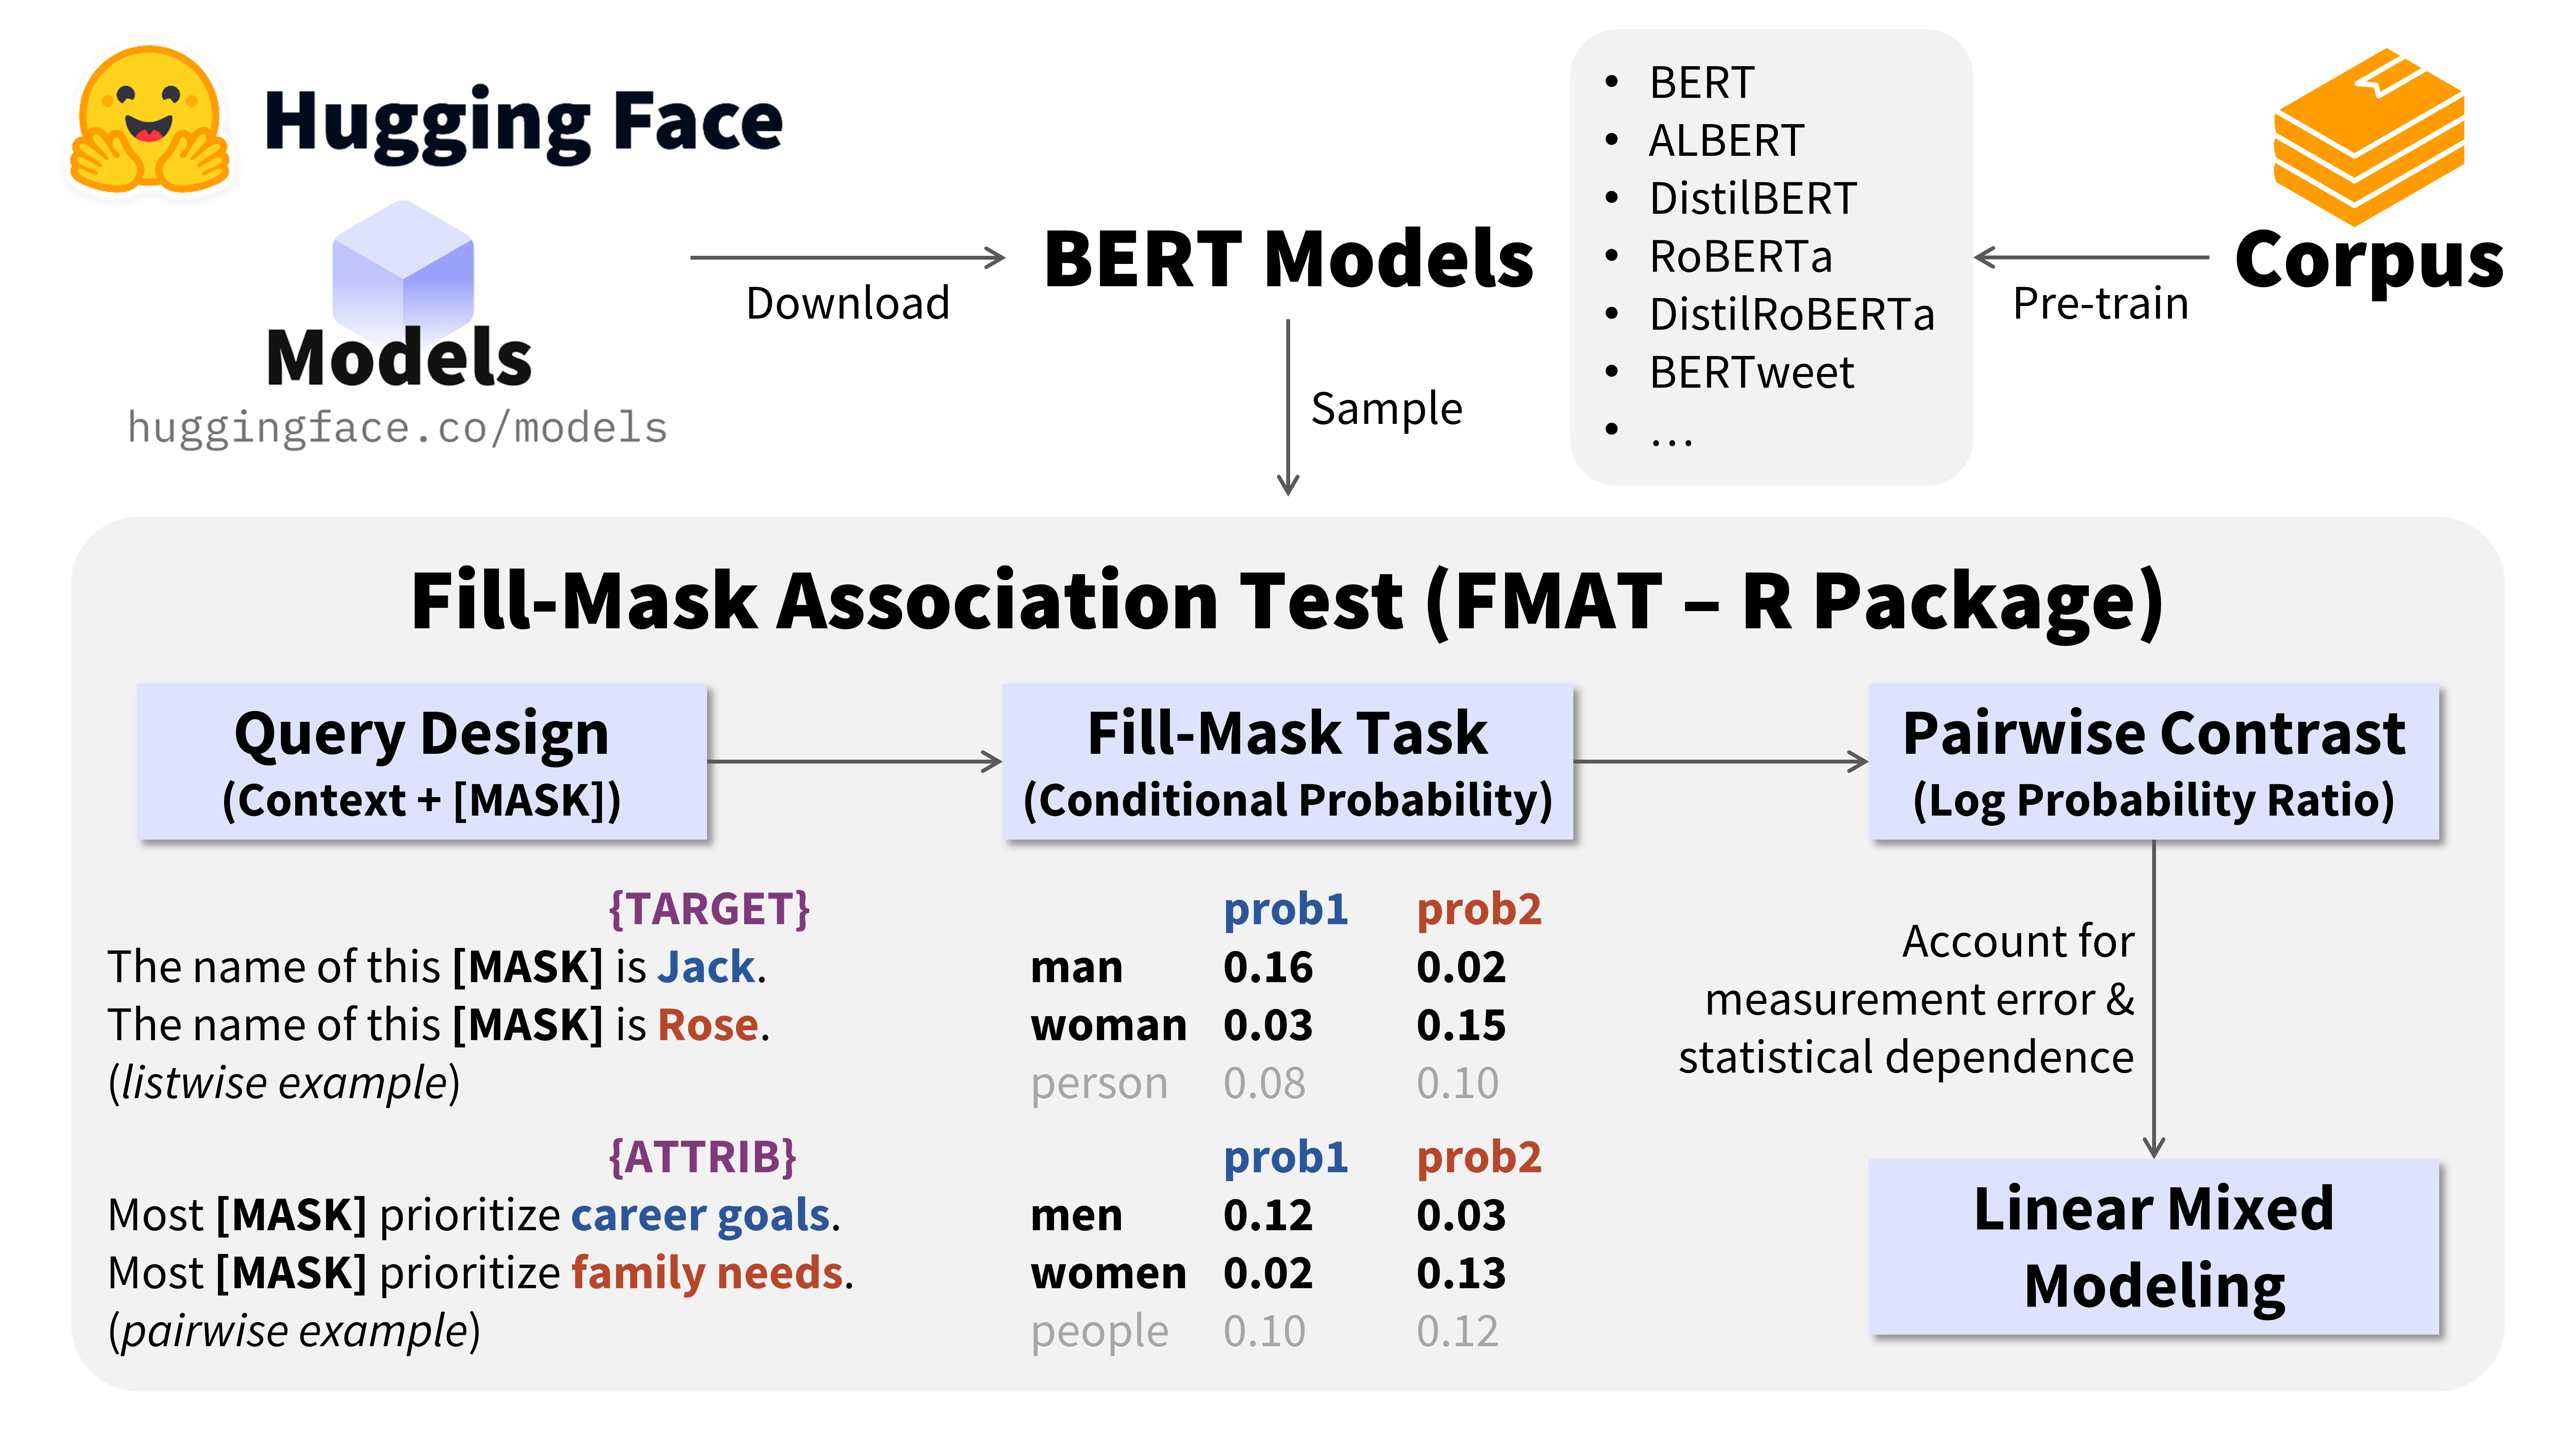 Hugging Face
Models
huggingface.co/models
Download
BERT Models
Sample
• BERT
• ALBERT
• DistilBERT
• RoBERTa
• DistilRoBERTa
• BERTweet
• …
Pre-train
Corpus
Fill-Mask Association Test (FMAT – R Package)
Query Design
(Context + [MASK])
Fill-Mask Task
(Conditional Probability)
Pairwise Contrast
(Log Probability Ratio)
{TARGET}
The name of this [MASK] is Jack.
The name of this [MASK] is Rose.
(listwise example)
{ATTRIB}
Most [MASK] prioritize career goals.
Most [MASK] prioritize family needs.
(pairwise example)
prob1 prob2
man 0.16 0.02
woman 0.03 0.15
person 0.08 0.10
prob1 prob2
men 0.12 0.03
women 0.02 0.13
people 0.10 0.12
Account for
measurement error &
statistical dependence
Linear Mixed
Modeling